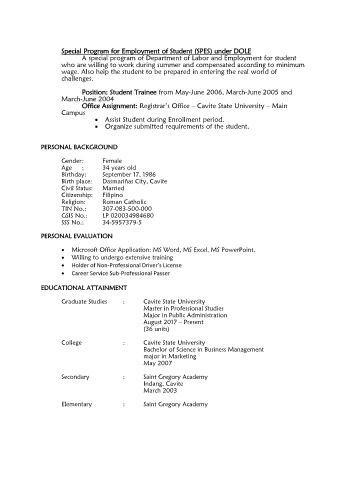 Special Program for Employment of Student (SPES) under DOLE
A special program of Department of Labor and Employment for student
who are willing to work during summer and compensated according to minimum
wage. Also help the student to be prepared in entering the real world of
challenges.
Position: Student Trainee from May-June 2006, March-June 2005 and
March-June 2004
Office Assignment: Registrar's Office – Cavite State University – Main
Campus
• Assist Student during Enrollment period.
• Organize submitted requirements of the student.
PERSONAL BACKGROUND
Gender: Female
Age : 34 years old
Birthday: September 17, 1986
Birth place: Dasmariñas City, Cavite
Civil Status: Married
Citizenship: Filipino
Religion: Roman Catholic
TIN No.: 307-083-500-000
GSIS No.: LP 020034984680
SSS No.: 34-5957379-5
PERSONAL EVALUATION
• Microsoft Office Application: MS Word, MS Excel, MS PowerPoint,
• Willing to undergo extensive training
• Holder of Non-Professional Driver's License
• Career Service Sub-Professional Passer
EDUCATIONAL ATTAINMENT
Graduate Studies : Cavite State University
Master in Professional Studies
Major in Public Administration
August 2017 – Present
(36 units)
College : Cavite State University
Bachelor of Science in Business Management
major in Marketing
May 2007
Secondary : Saint Gregory Academy
Indang, Cavite
March 2003
Elementary : Saint Gregory Academy